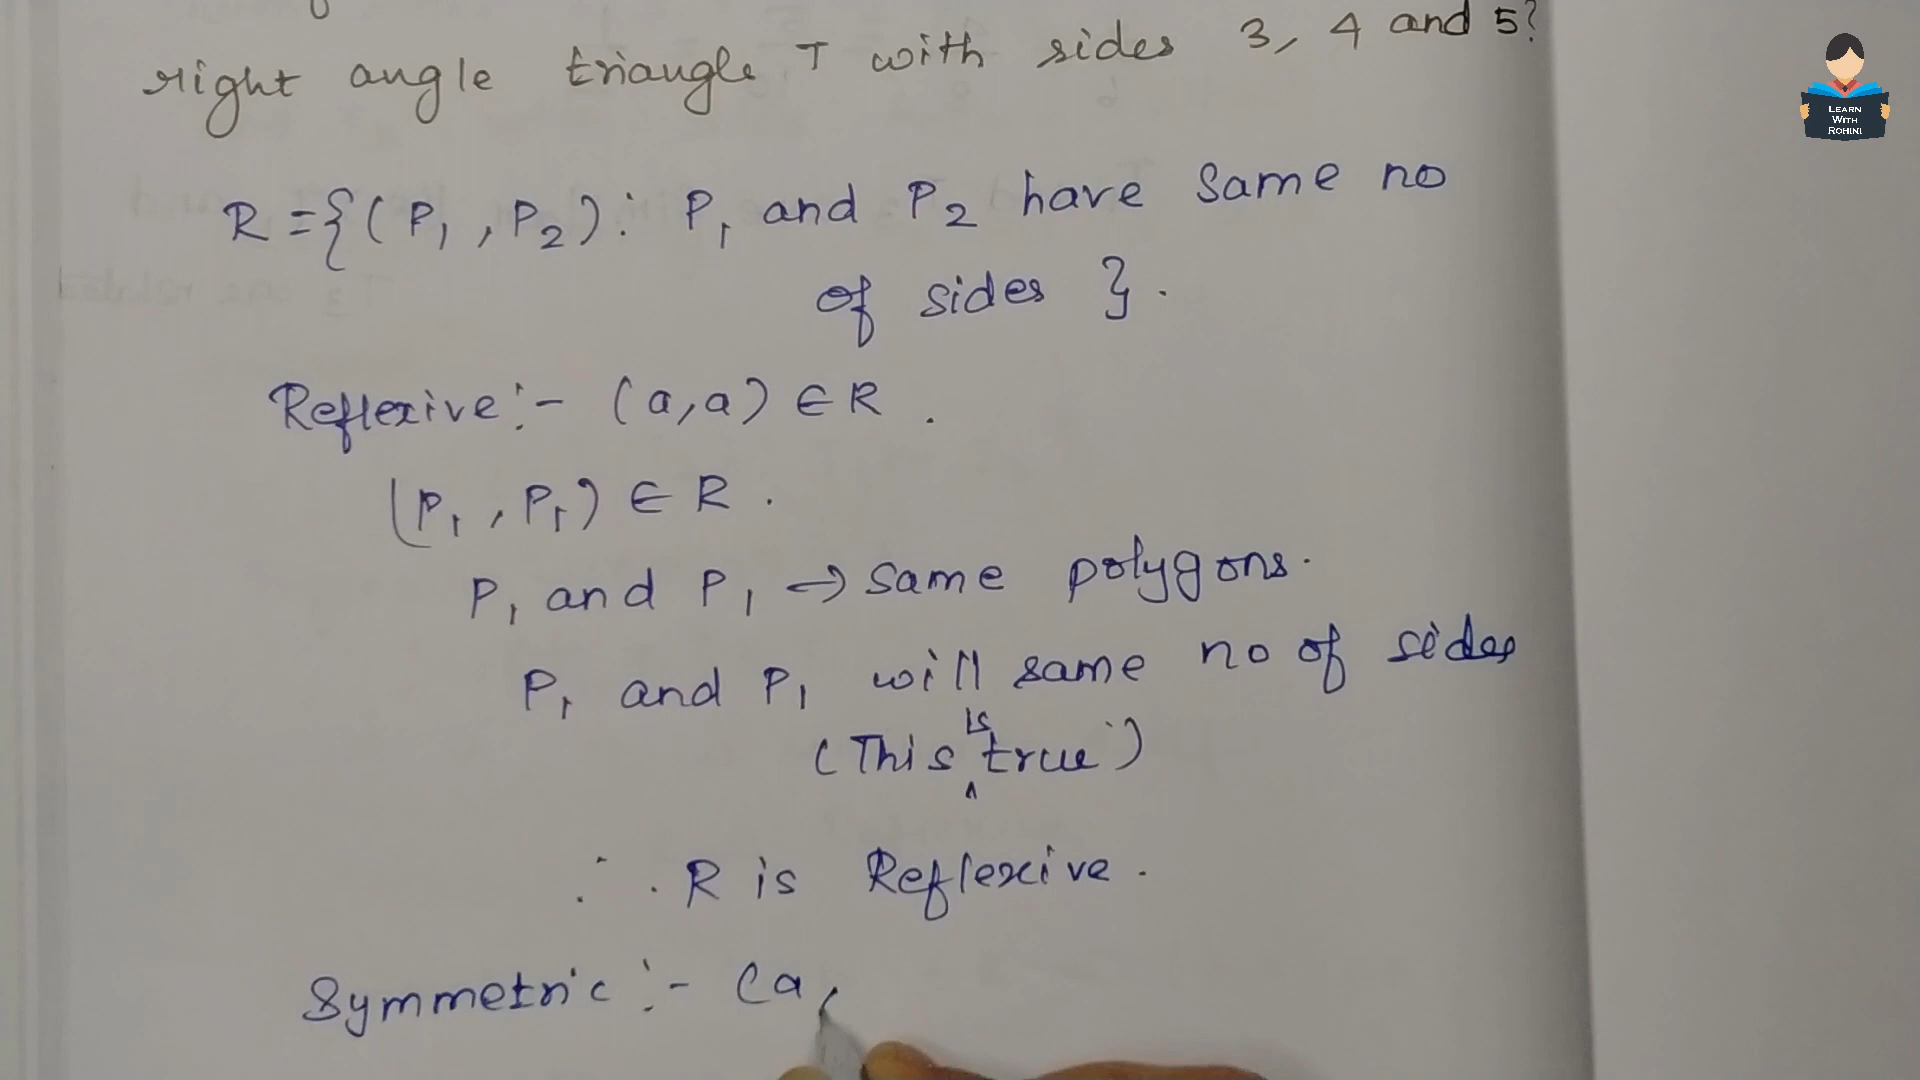 right angle triangle T with sides 3, 4 and 5?
R = {(P1, P2) : P1 and P2 have same no
of sides }.
Reflexive :- (a,a) ∈ R .
(P1, P1) ∈ R .
P1 and P1 → same polygons.
P1 and P1 will same no of sides
(This is true)
∴ R is Reflexive .
Symmetric :- (a,
LEARN
WITH
ROHINI